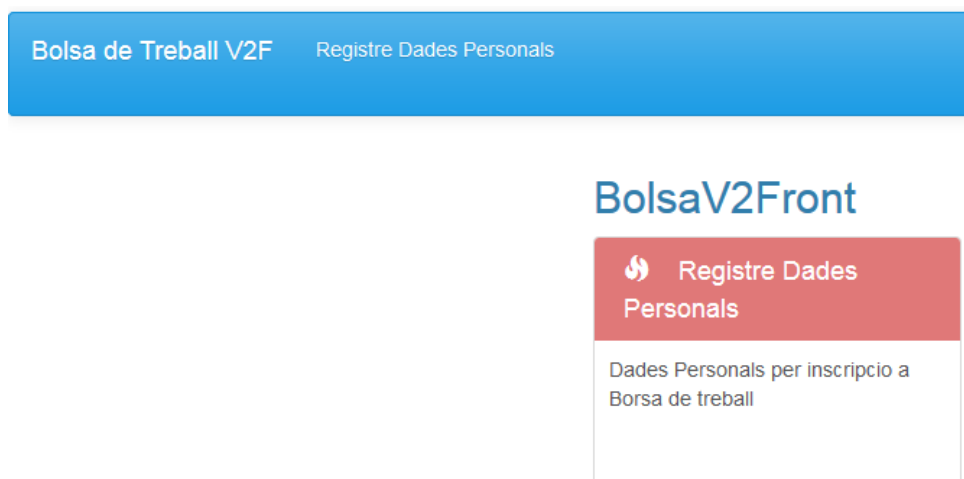 Bolsa de Treball V2F
Registre Dades Personals
BolsaV2Front
Registre Dades
Personals
Dades Personals per inscripcio a
Borsa de treball